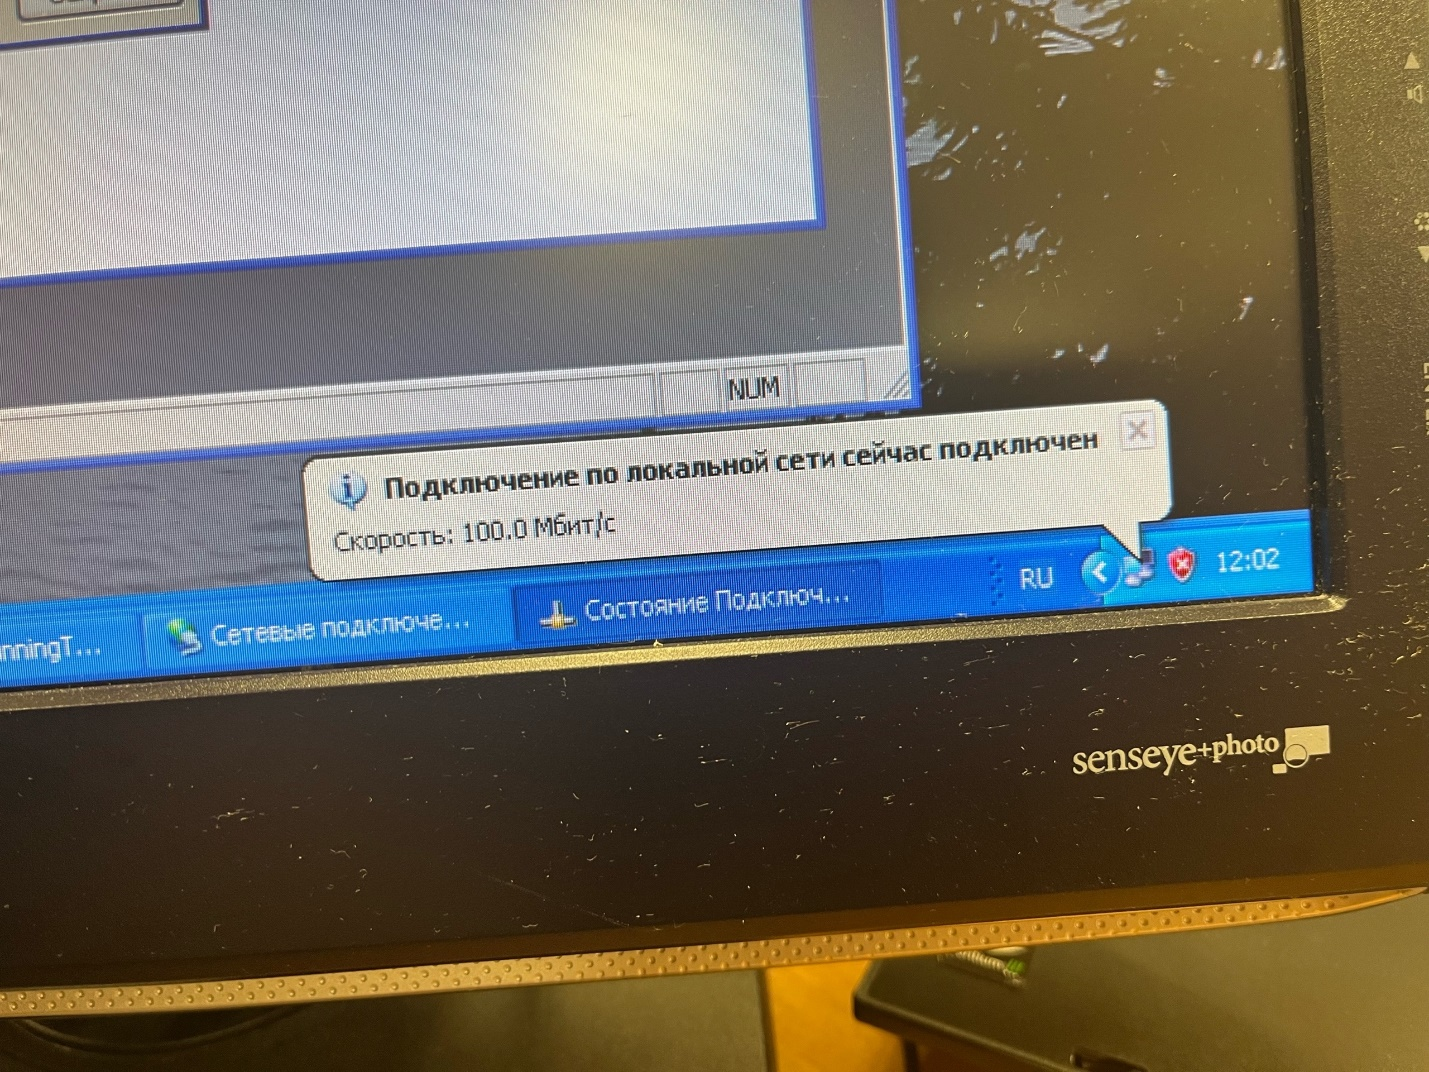 NUM
Подключение по локальной сети сейчас подключен
Скорость: 100.0 Мбит/с
nningT...
Сетевые подключе...
Состояние Подключ...
RU
12:02
senseye+photo